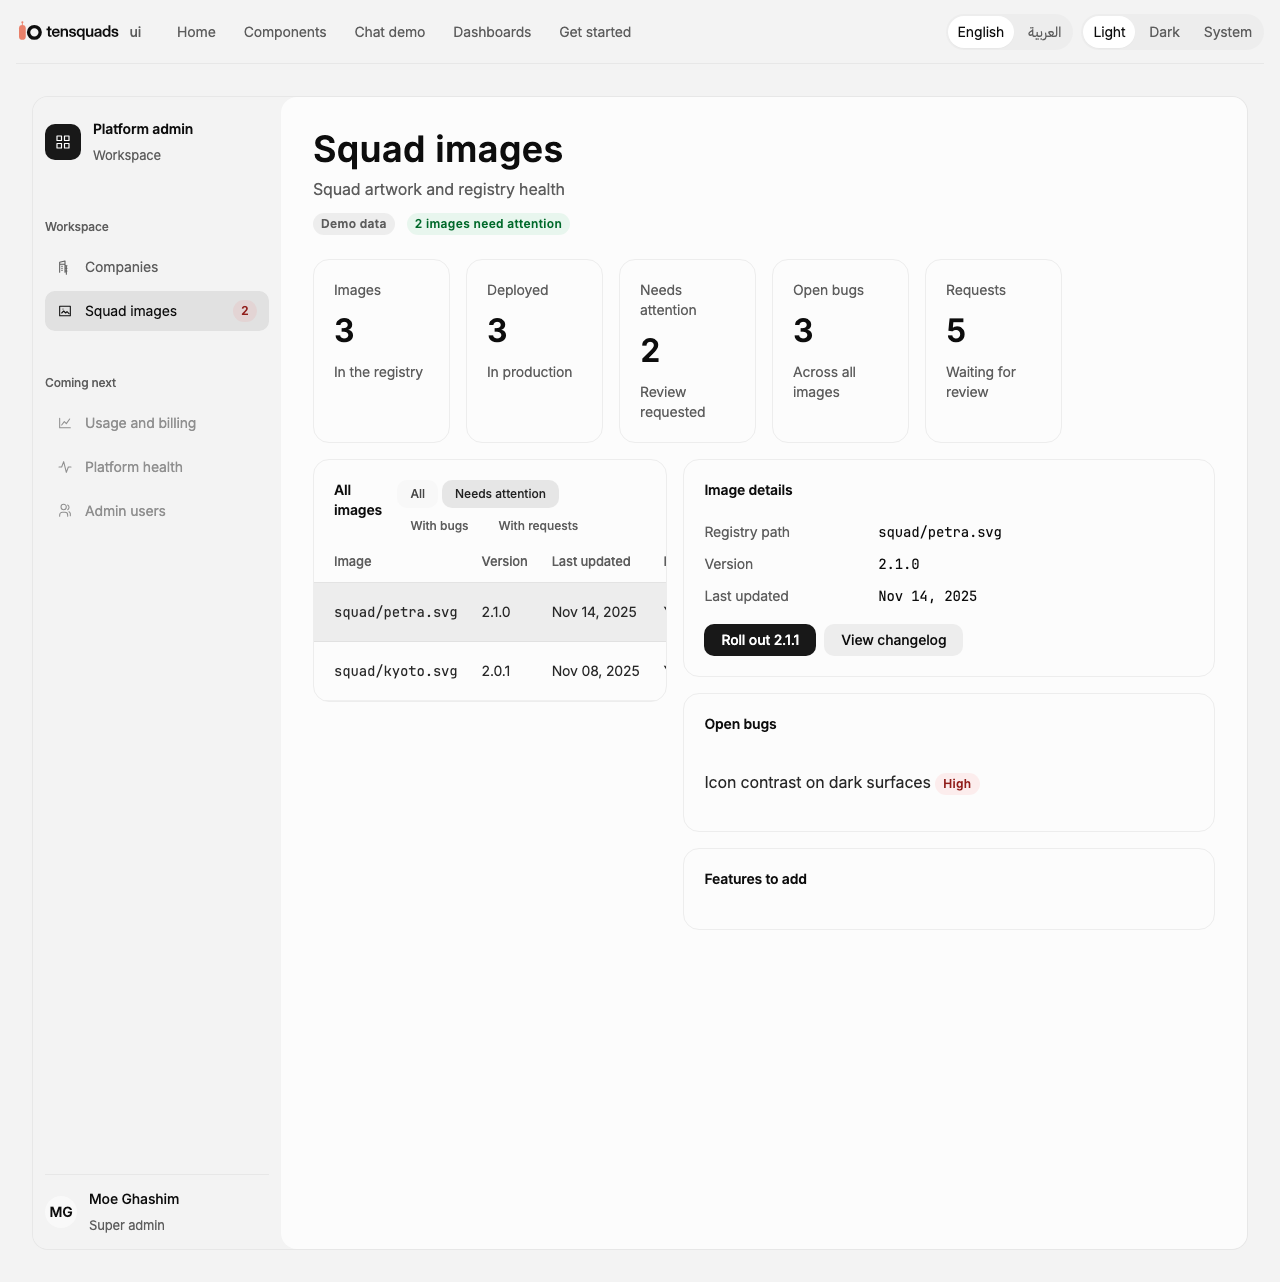 tensquads ui
Home
Components
Chat demo
Dashboards
Get started
English
العربية
Light
Dark
System
Platform admin
Workspace
Workspace
Companies
Squad images
2
Coming next
Usage and billing
Platform health
Admin users
MG
Moe Ghashim
Super admin
Squad images
Squad artwork and registry health
Demo data
2 images need attention
Images
3
In the registry
Deployed
3
In production
Needs
attention
2
Review
requested
Open bugs
3
Across all
images
Requests
5
Waiting for
review
All
images
All
Needs attention
With bugs
With requests
Image
Version
Last updated
squad/petra.svg
2.1.0
Nov 14, 2025
squad/kyoto.svg
2.0.1
Nov 08, 2025
Image details
Registry path
squad/petra.svg
Version
2.1.0
Last updated
Nov 14, 2025
Roll out 2.1.1
View changelog
Open bugs
Icon contrast on dark surfaces
High
Features to add